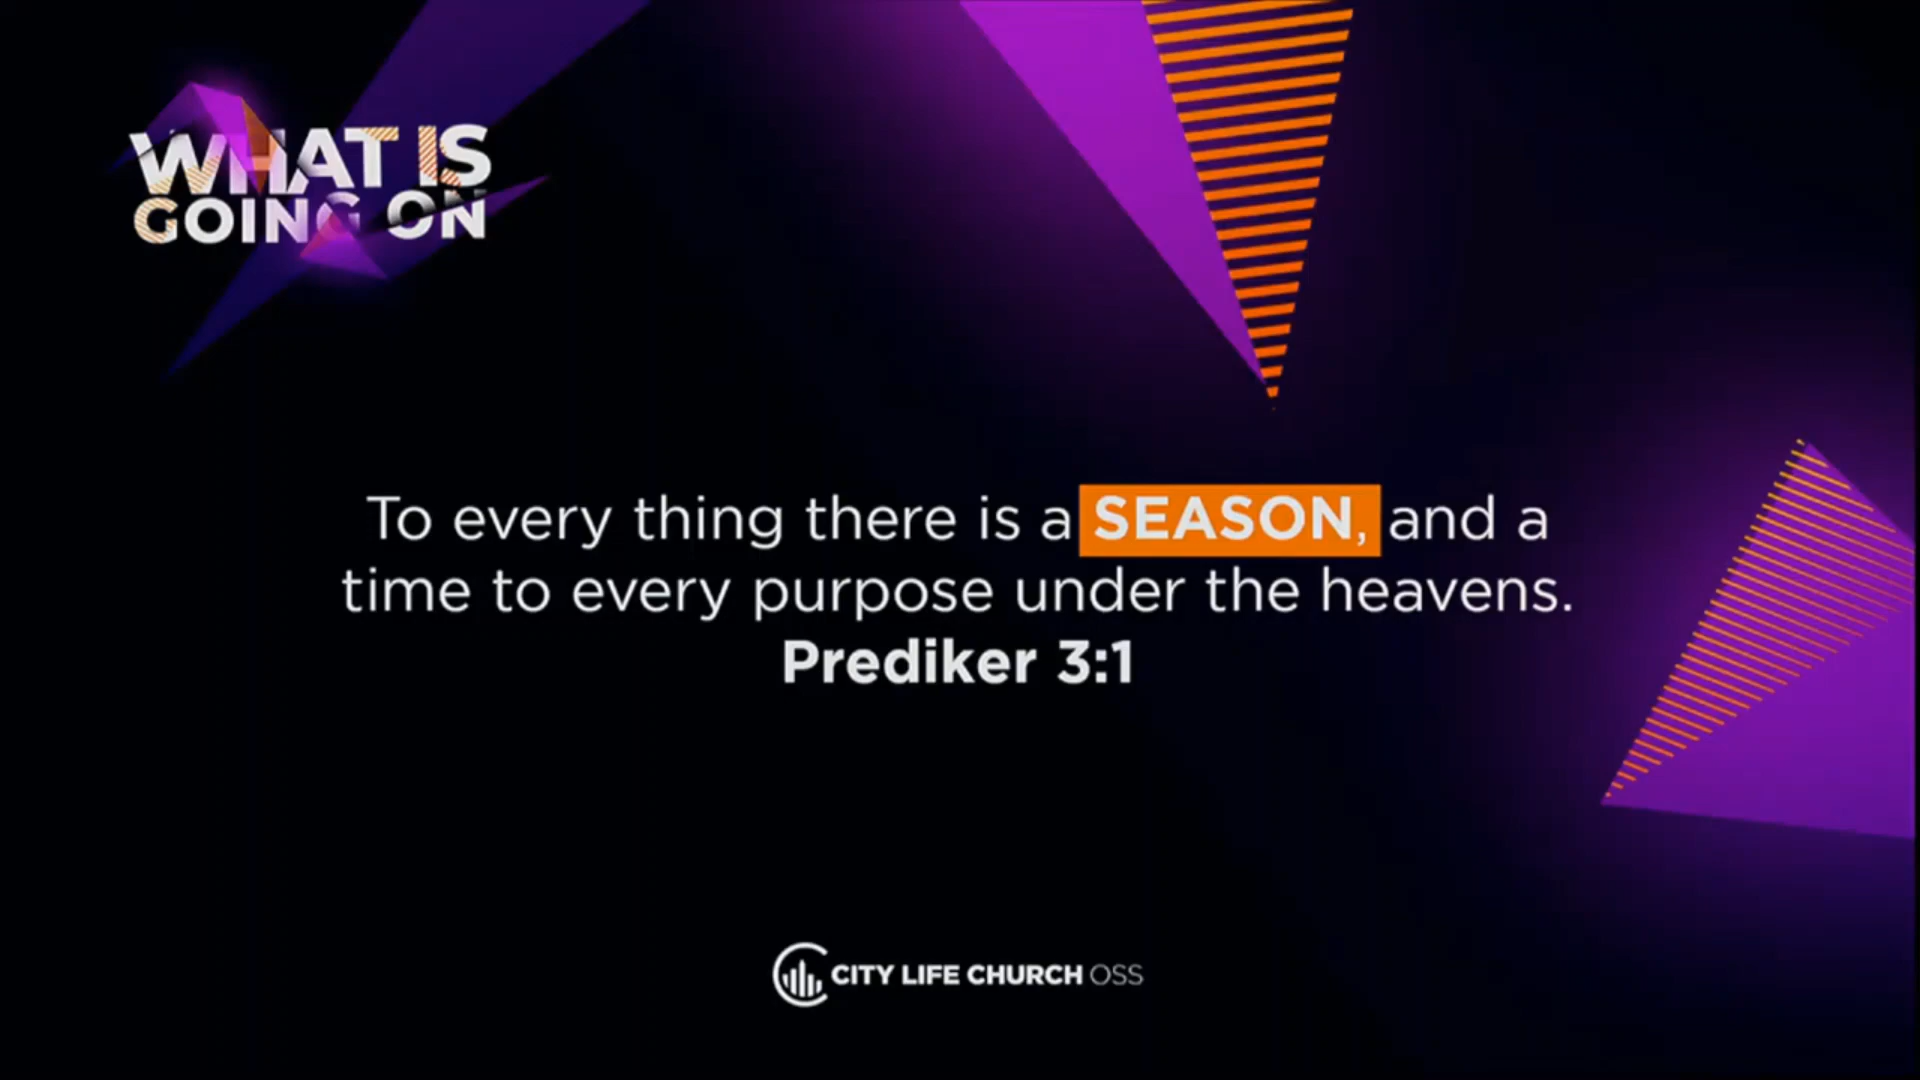 WHAT IS
GOING ON
To every thing there is a SEASON, and a
time to every purpose under the heavens.
Prediker 3:1
CITY LIFE CHURCH OSS